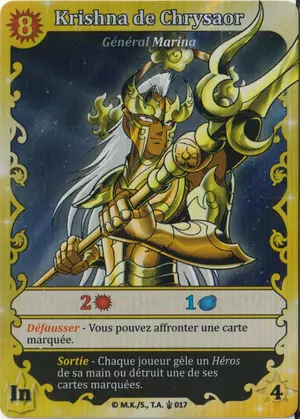 8 Krishna de Chrysaor
Général Marina
2 1
Défausser - Vous pouvez affronter une carte
marquée.
Sortie - Chaque joueur gèle un Héros
de sa main ou détruit une de ses
cartes marquées.
In 4
© M.K./S., T.A. 017